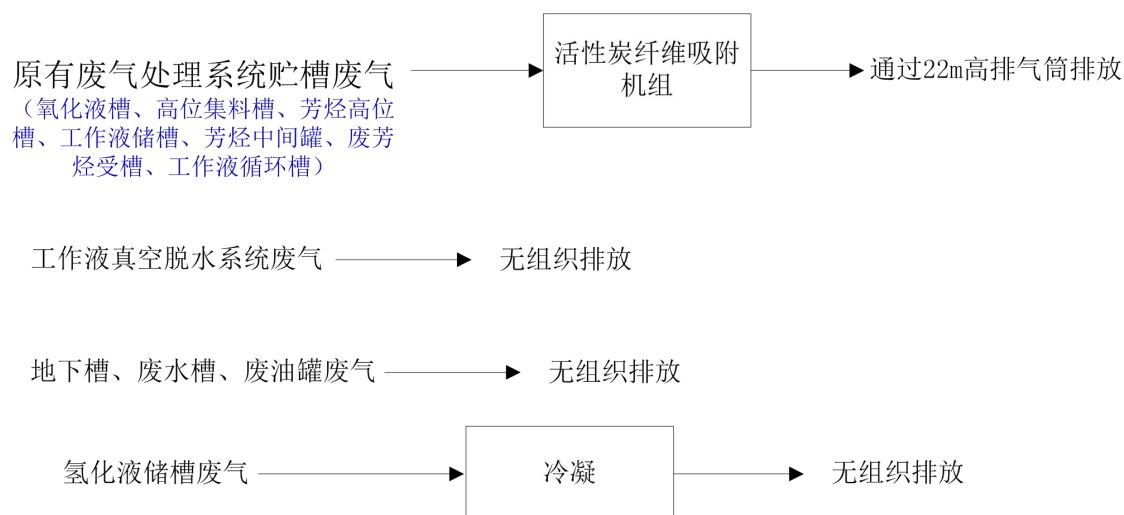 原有废气处理系统贮槽废气
（氧化液槽、高位集料槽、芳烃高位
槽、工作液储槽、芳烃中间罐、废芳
烃受槽、工作液循环槽）
活性炭纤维吸附
机组
通过22m高排气筒排放
工作液真空脱水系统废气
无组织排放
地下槽、废水槽、废油罐废气
无组织排放
氢化液储槽废气
冷凝
无组织排放